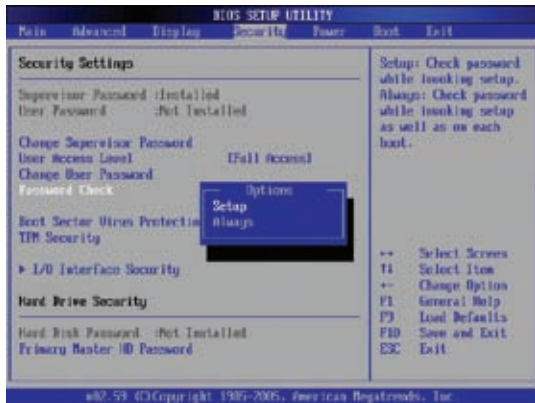 BIOS SETUP UTILITY
Main Advanced Display Security Power Boot Exit
Security Settings
Supervisor Password :Installed
User Password :Not Installed
Change Supervisor Password
User Access Level [Full Access]
Change User Password
Password Check
Boot Sector Virus Protection
TPM Security
▶ I/O Interface Security
Hard Drive Security
Hard Disk Password :Not Installed
Primary Master HD Password
Options
Setup
Always
Setup: Check password
while invoking setup.
Always: Check password
while invoking setup
as well as on each
boot.
↔ Select Screen
↑↓ Select Item
+- Change Option
F1 General Help
F9 Load Defaults
F10 Save and Exit
ESC Exit
v02.59 (C)Copyright 1985-2005, American Megatrends, Inc